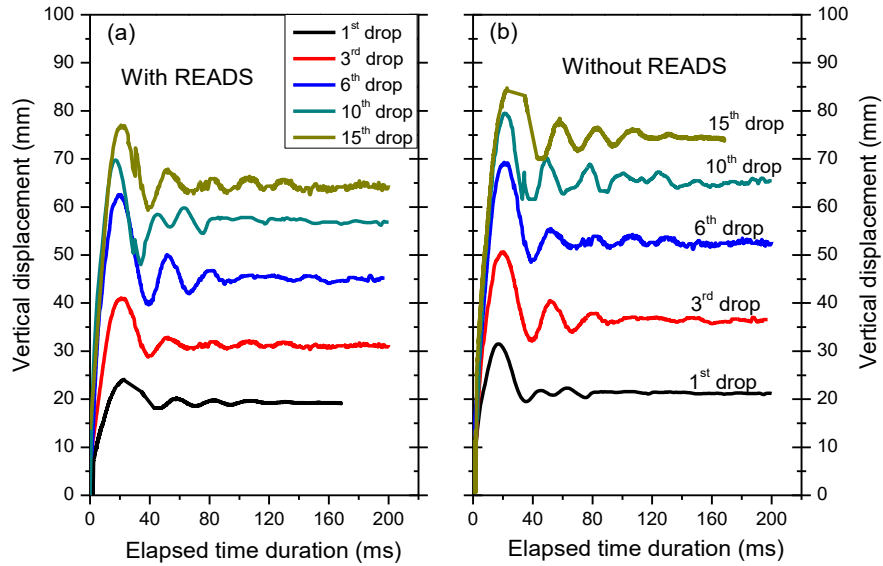 (a)
With READS
1st drop
3rd drop
6th drop
10th drop
15th drop
Vertical displacement (mm)
100
90
80
70
60
50
40
30
20
10
0
0 40 80 120 160 200
Elapsed time duration (ms)
(b)
Without READS
15th drop
10th drop
6th drop
3rd drop
1st drop
0 40 80 120 160 200
Elapsed time duration (ms)
100
90
80
70
60
50
40
30
20
10
0
Vertical displacement (mm)